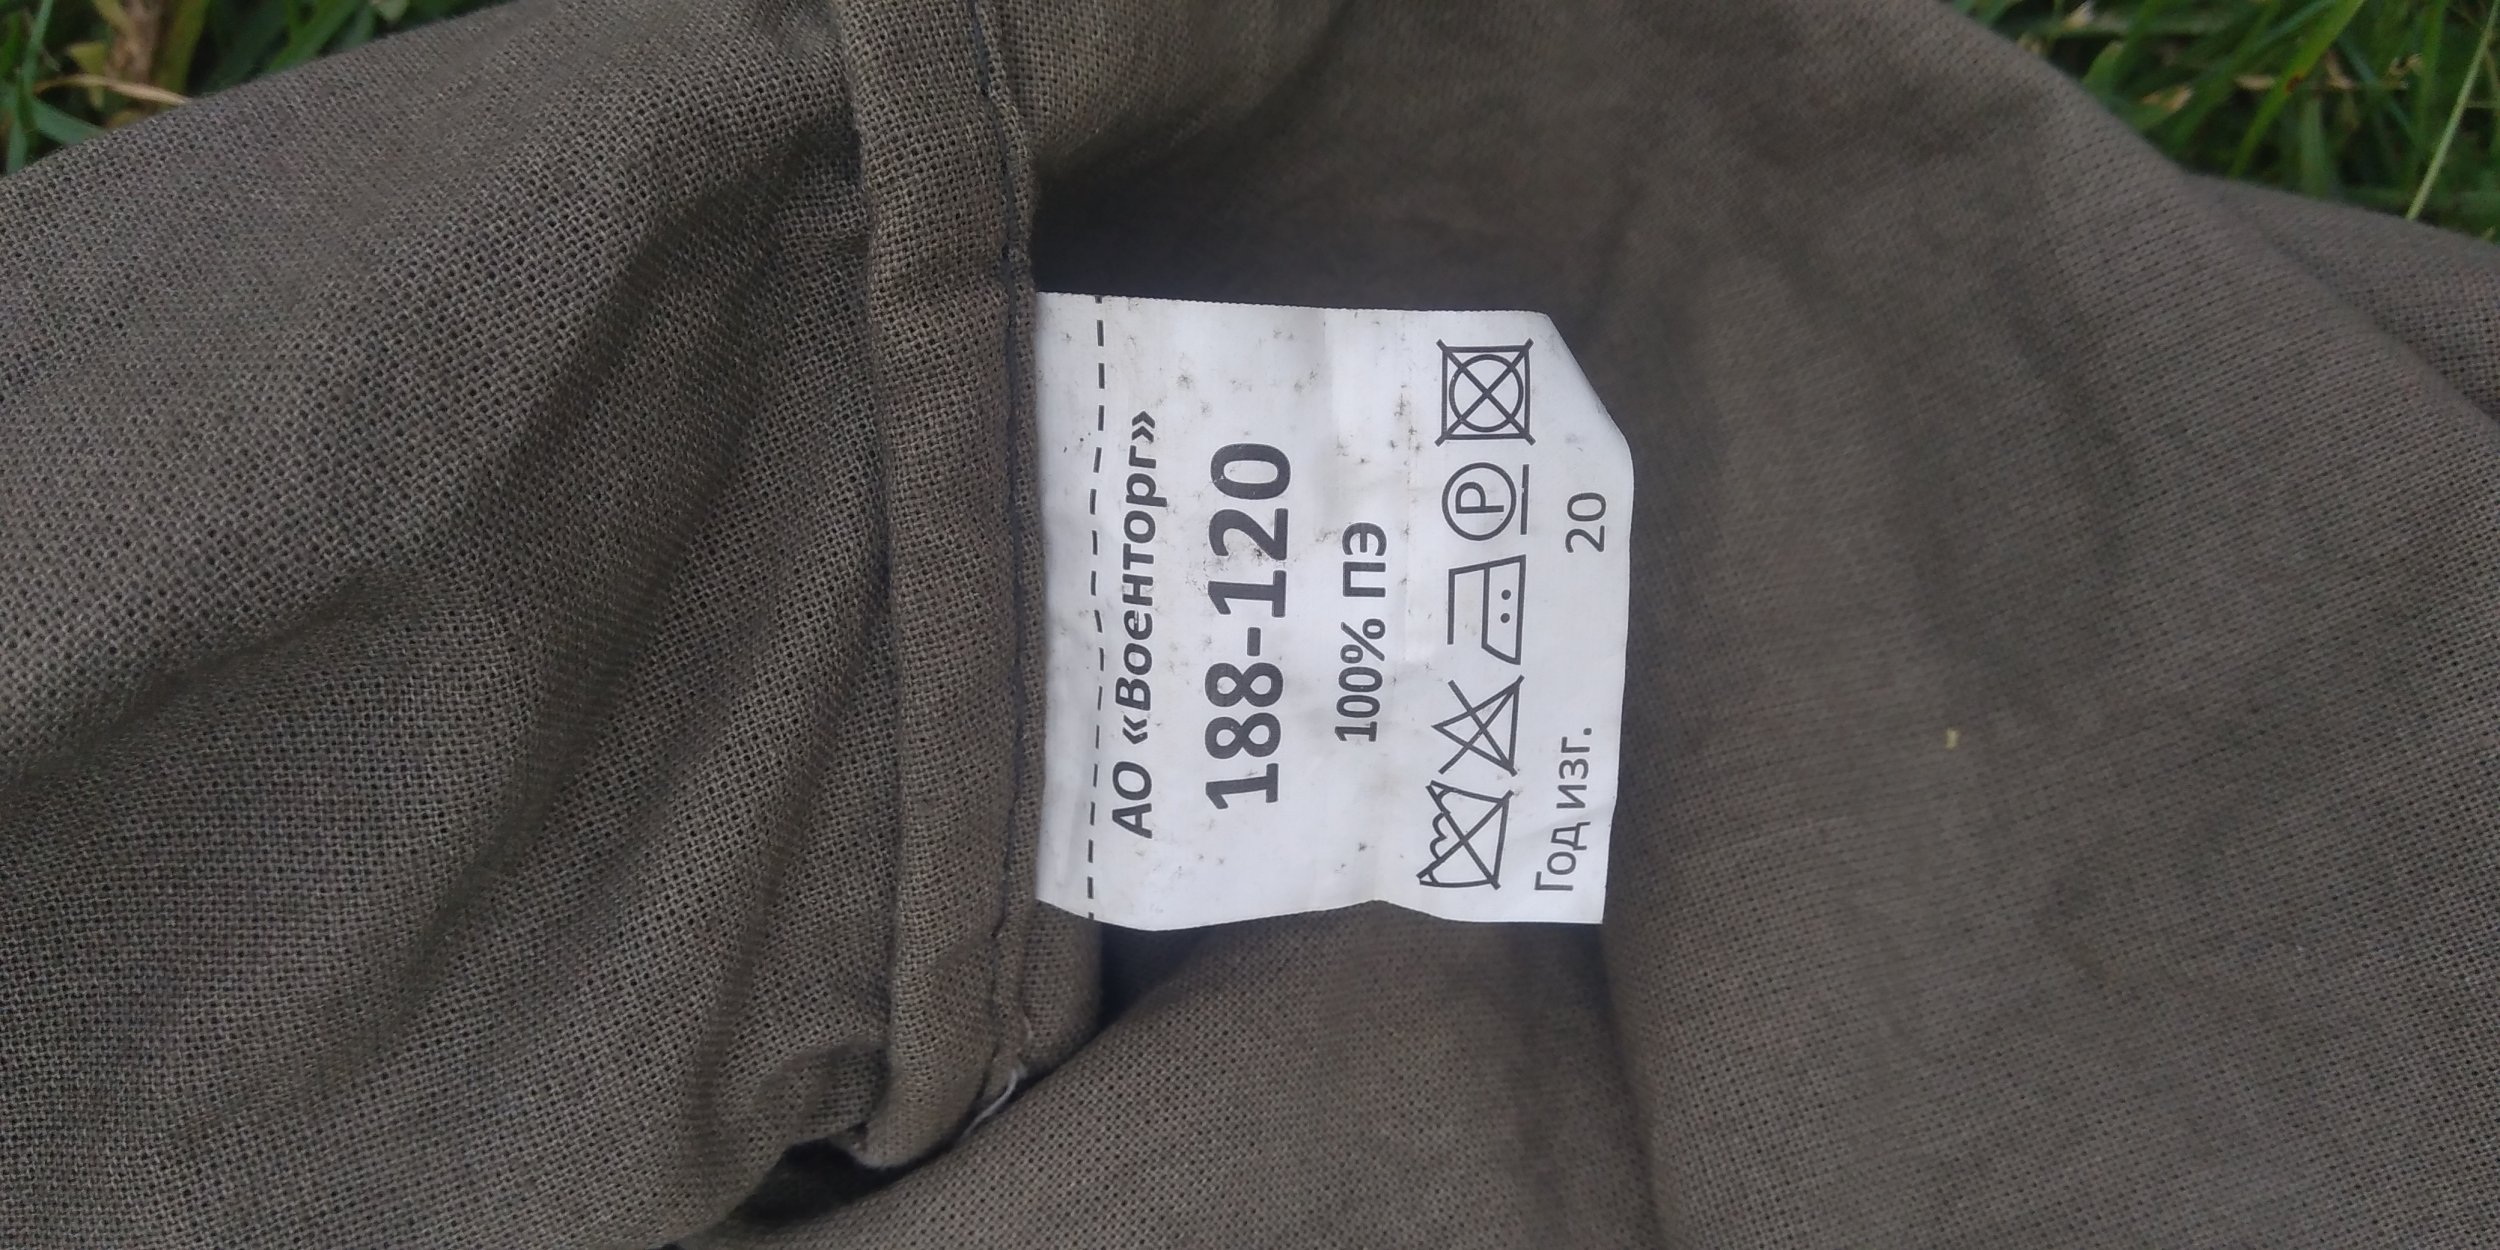 АО «Военторг»
188-120
100% ПЭ
P
Год изг. 20